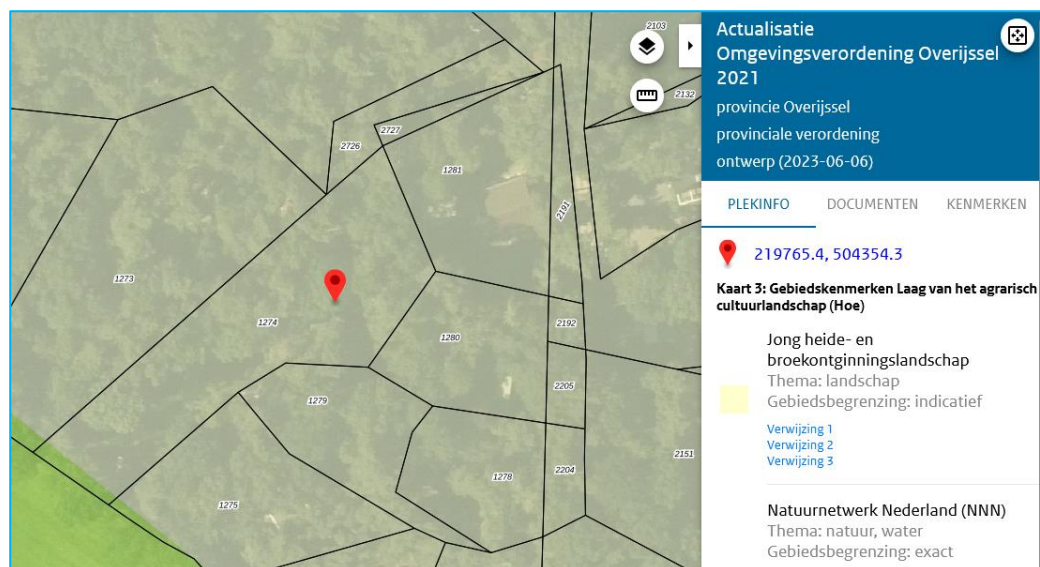 2103
2132
2727
2726
1281
2191
1273
1274
2192
1280
2205
1279
2151
1278
2204
1275
Actualisatie
Omgevingsverordening Overijssel
2021
provincie Overijssel
provinciale verordening
ontwerp (2023-06-06)
PLEKINFO DOCUMENTEN KENMERKEN
219765.4, 504354.3
Kaart 3: Gebiedskenmerken Laag van het agrarisch
cultuurlandschap (Hoe)
Jong heide- en
broekontginningslandschap
Thema: landschap
Gebiedsbegrenzing: indicatief
Verwijzing 1
Verwijzing 2
Verwijzing 3
Natuurnetwerk Nederland (NNN)
Thema: natuur, water
Gebiedsbegrenzing: exact